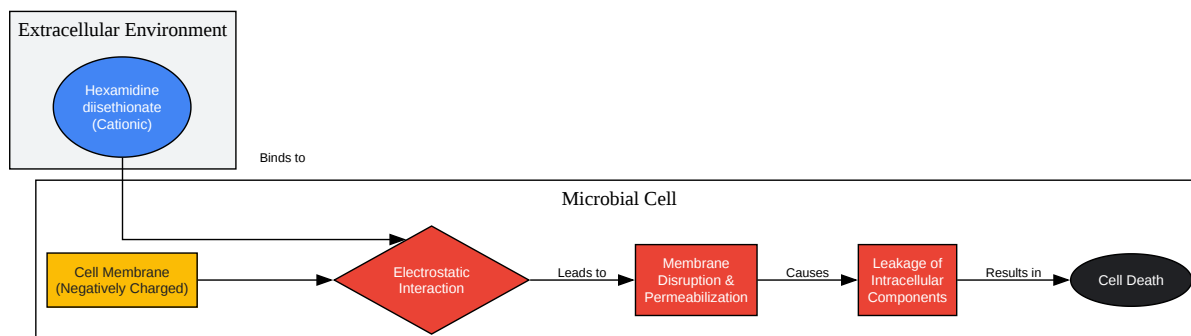 Extracellular Environment
Hexamidine
diisethionate
(Cationic)
Binds to
Microbial Cell
Cell Membrane
(Negatively Charged)
Electrostatic
Interaction
Leads to
Membrane
Disruption &
Permeabilization
Causes
Leakage of
Intracellular
Components
Results in
Cell Death